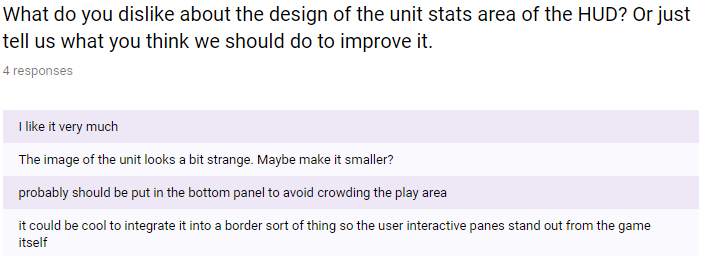 What do you dislike about the design of the unit stats area of the HUD? Or just
tell us what you think we should do to improve it.
4 responses
I like it very much
The image of the unit looks a bit strange. Maybe make it smaller?
probably should be put in the bottom panel to avoid crowding the play area
it could be cool to integrate it into a border sort of thing so the user interactive panes stand out from the game
itself